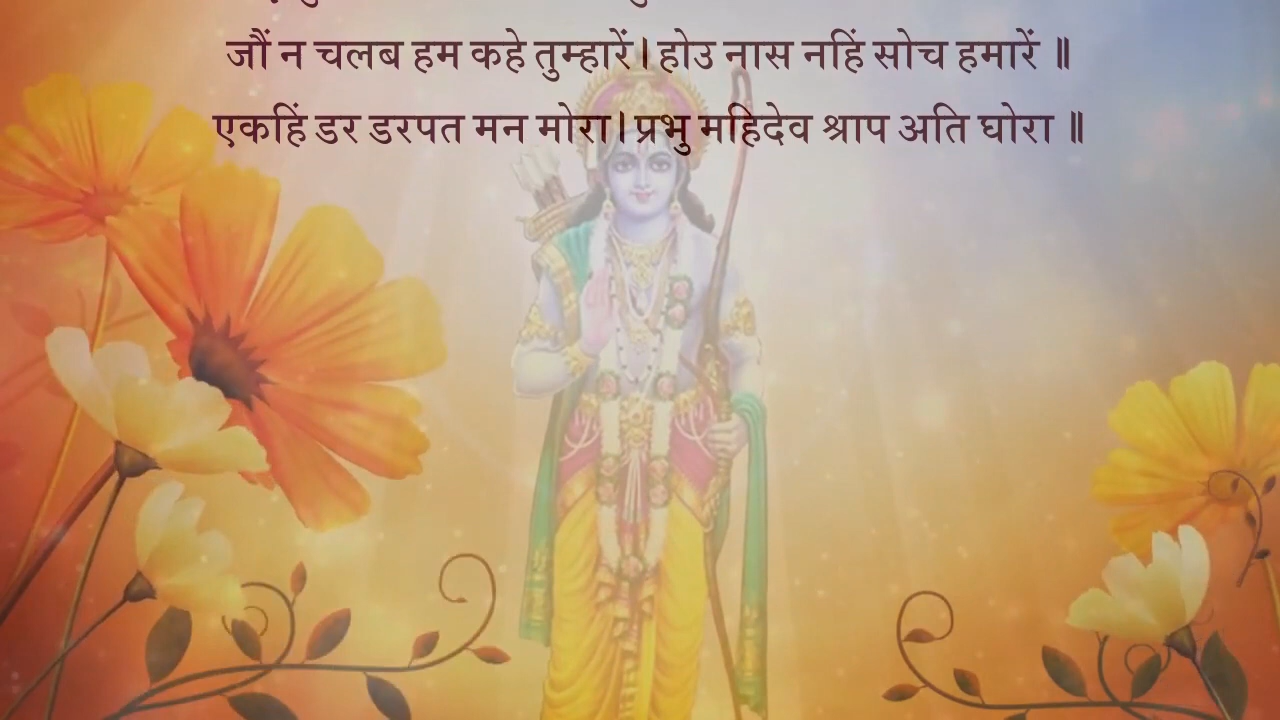 जौं न चलब हम कहे तुम्हारें । होउ नास नहिं सोच हमारें ॥
एकहिं डर डरपत मन मोरा । प्रभु महिदेव श्राप अति घोरा ॥